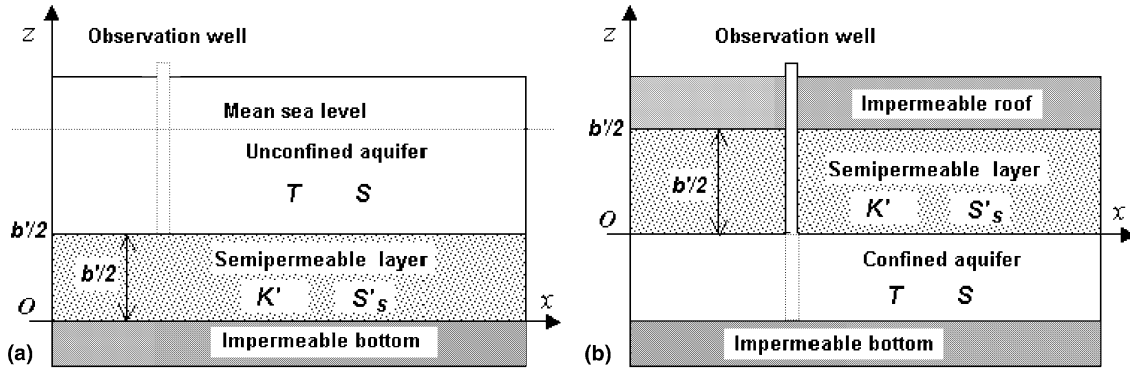 z
Observation well
Mean sea level
Unconfined aquifer
T S
b'/2
b'/2
Semipermeable layer
K' S's
O
x
Impermeable bottom
(a)
z
Observation well
Impermeable roof
b'/2
b'/2
Semipermeable layer
K' S's
O
x
Confined aquifer
T S
Impermeable bottom
(b)